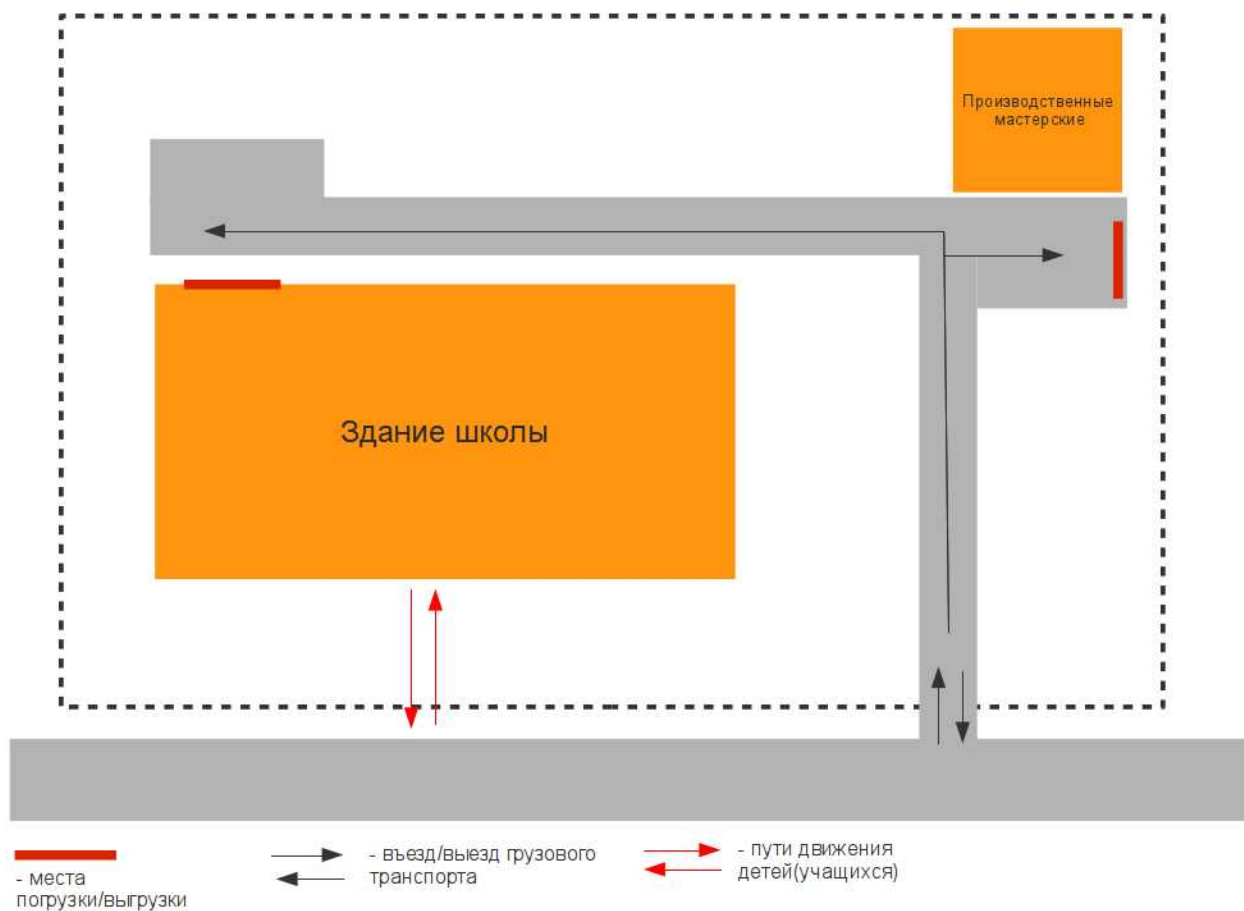 Производственные
мастерские
Здание школы
- места
погрузки/выгрузки
- въезд/выезд грузового
транспорта
- пути движения
детей(учащихся)